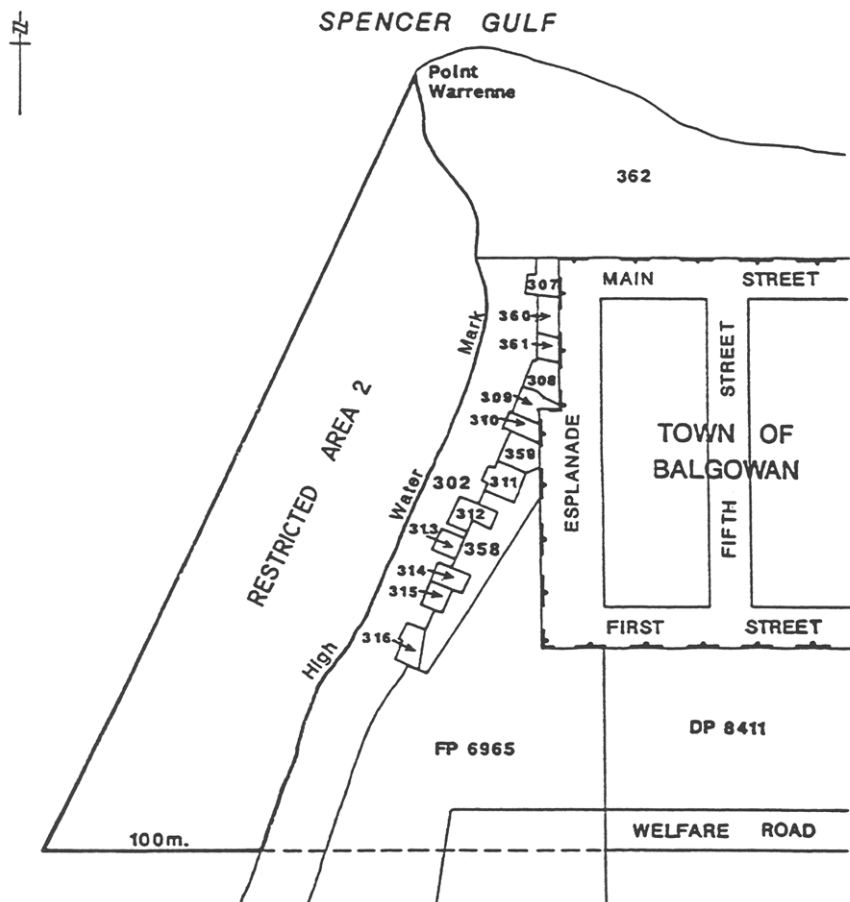 SPENCER GULF
N
Point
Warrenne
362
307
MAIN STREET
360
Mark
361
308
309
310
STREET
RESTRICTED AREA 2
TOWN OF
BALGOWAN
ESPLANADE
359
302
311
Water
312
313
358
FIFTH
314
315
FIRST STREET
316
High
DP 8411
FP 6965
100m.
WELFARE ROAD